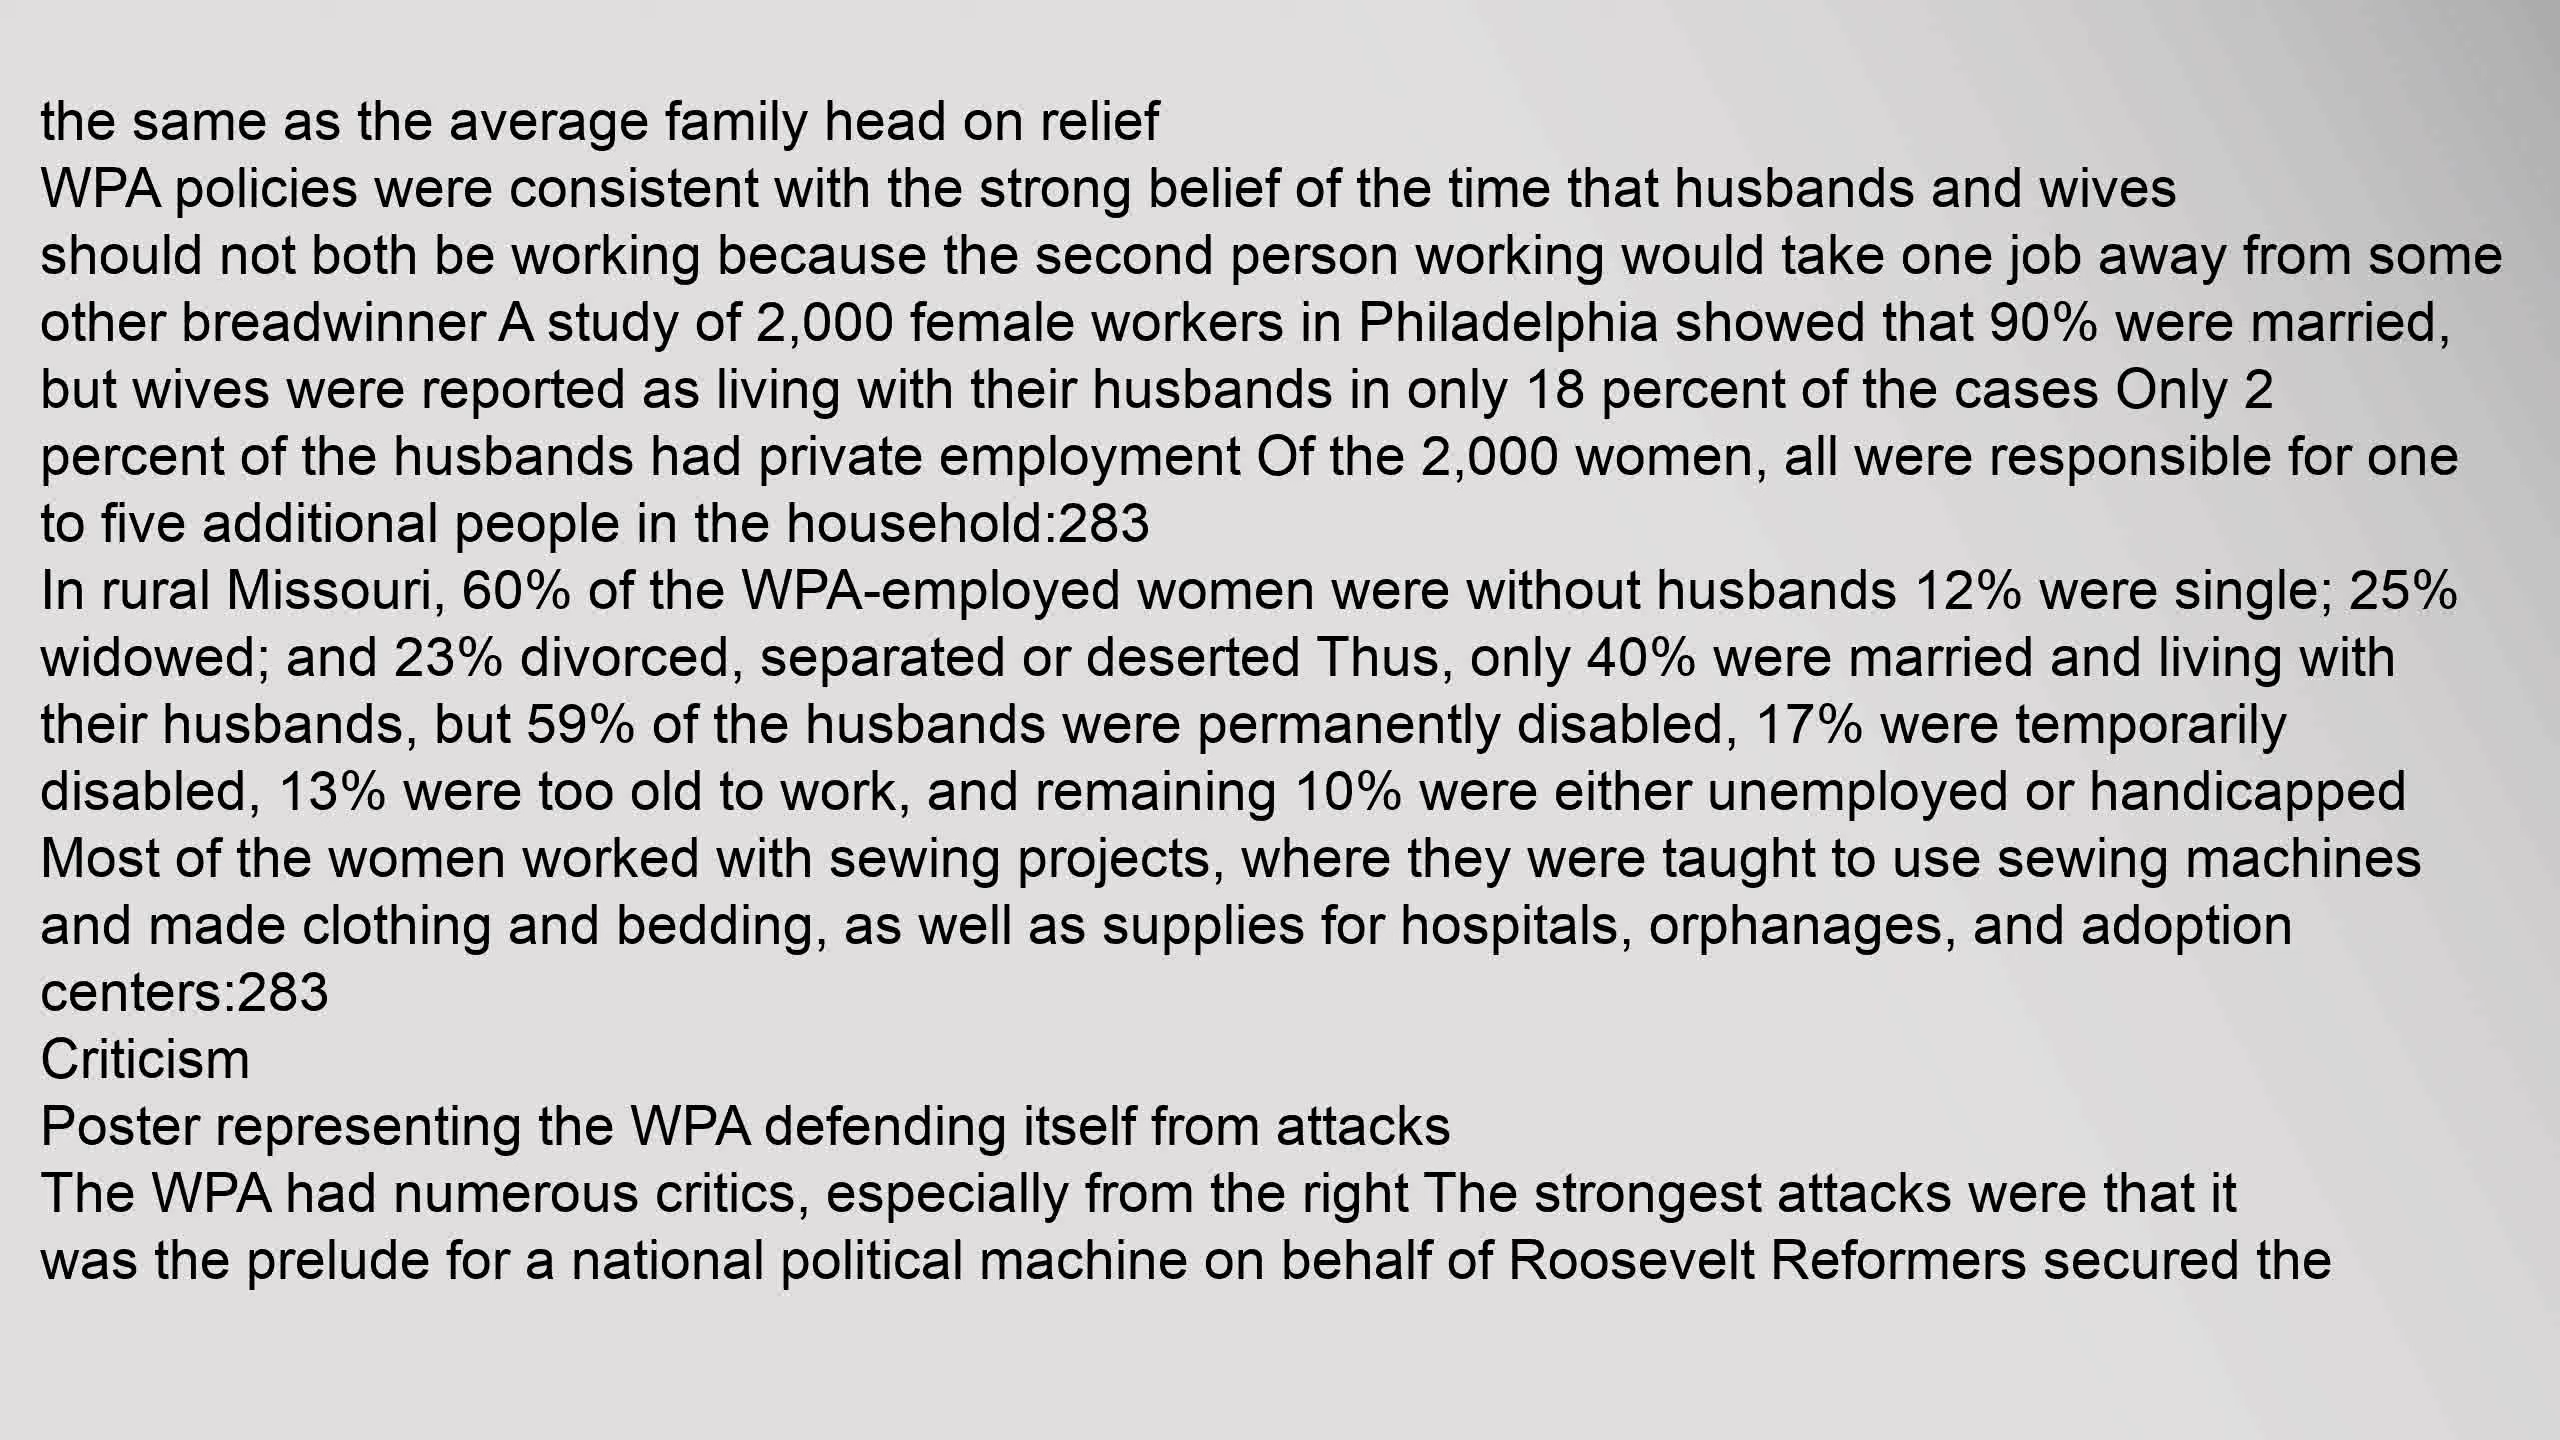 the same as the average family head on relief
WPA policies were consistent with the strong belief of the time that husbands and wives
should not both be working because the second person working would take one job away from some
other breadwinner A study of 2,000 female workers in Philadelphia showed that 90% were married,
but wives were reported as living with their husbands in only 18 percent of the cases Only 2
percent of the husbands had private employment Of the 2,000 women, all were responsible for one
to five additional people in the household:283
In rural Missouri, 60% of the WPA-employed women were without husbands 12% were single; 25%
widowed; and 23% divorced, separated or deserted Thus, only 40% were married and living with
their husbands, but 59% of the husbands were permanently disabled, 17% were temporarily
disabled, 13% were too old to work, and remaining 10% were either unemployed or handicapped
Most of the women worked with sewing projects, where they were taught to use sewing machines
and made clothing and bedding, as well as supplies for hospitals, orphanages, and adoption
centers:283
Criticism
Poster representing the WPA defending itself from attacks
The WPA had numerous critics, especially from the right The strongest attacks were that it
was the prelude for a national political machine on behalf of Roosevelt Reformers secured the